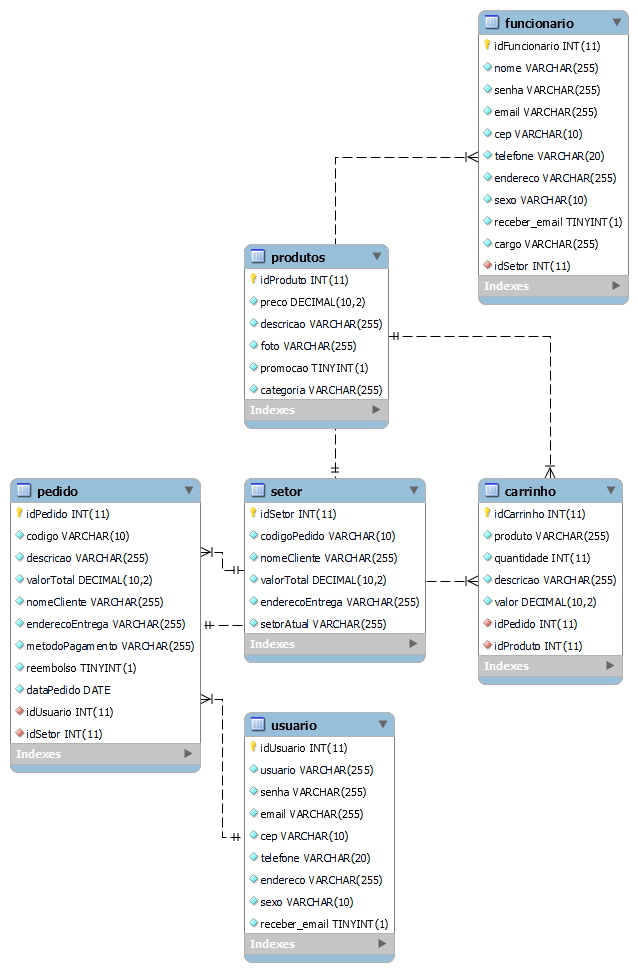 funcionario
idFuncionario INT(11)
nome VARCHAR(255)
senha VARCHAR(255)
email VARCHAR(255)
cep VARCHAR(10)
telefone VARCHAR(20)
endereco VARCHAR(255)
sexo VARCHAR(10)
receber_email TINYINT(1)
cargo VARCHAR(255)
idSetor INT(11)
Indexes
produtos
idProduto INT(11)
preco DECIMAL(10,2)
descricao VARCHAR(255)
foto VARCHAR(255)
promocao TINYINT(1)
categoria VARCHAR(255)
Indexes
pedido
idPedido INT(11)
codigo VARCHAR(10)
descricao VARCHAR(255)
valorTotal DECIMAL(10,2)
nomeCliente VARCHAR(255)
enderecoEntrega VARCHAR(255)
metodoPagamento VARCHAR(255)
reembolso TINYINT(1)
dataPedido DATE
idUsuario INT(11)
idSetor INT(11)
Indexes
setor
idSetor INT(11)
codigoPedido VARCHAR(10)
nomeCliente VARCHAR(255)
valorTotal DECIMAL(10,2)
enderecoEntrega VARCHAR(255)
setorAtual VARCHAR(255)
Indexes
carrinho
idCarrinho INT(11)
produto VARCHAR(255)
quantidade INT(11)
descricao VARCHAR(255)
valor DECIMAL(10,2)
idPedido INT(11)
idProduto INT(11)
Indexes
usuario
idUsuario INT(11)
usuario VARCHAR(255)
senha VARCHAR(255)
email VARCHAR(255)
cep VARCHAR(10)
telefone VARCHAR(20)
endereco VARCHAR(255)
sexo VARCHAR(10)
receber_email TINYINT(1)
Indexes